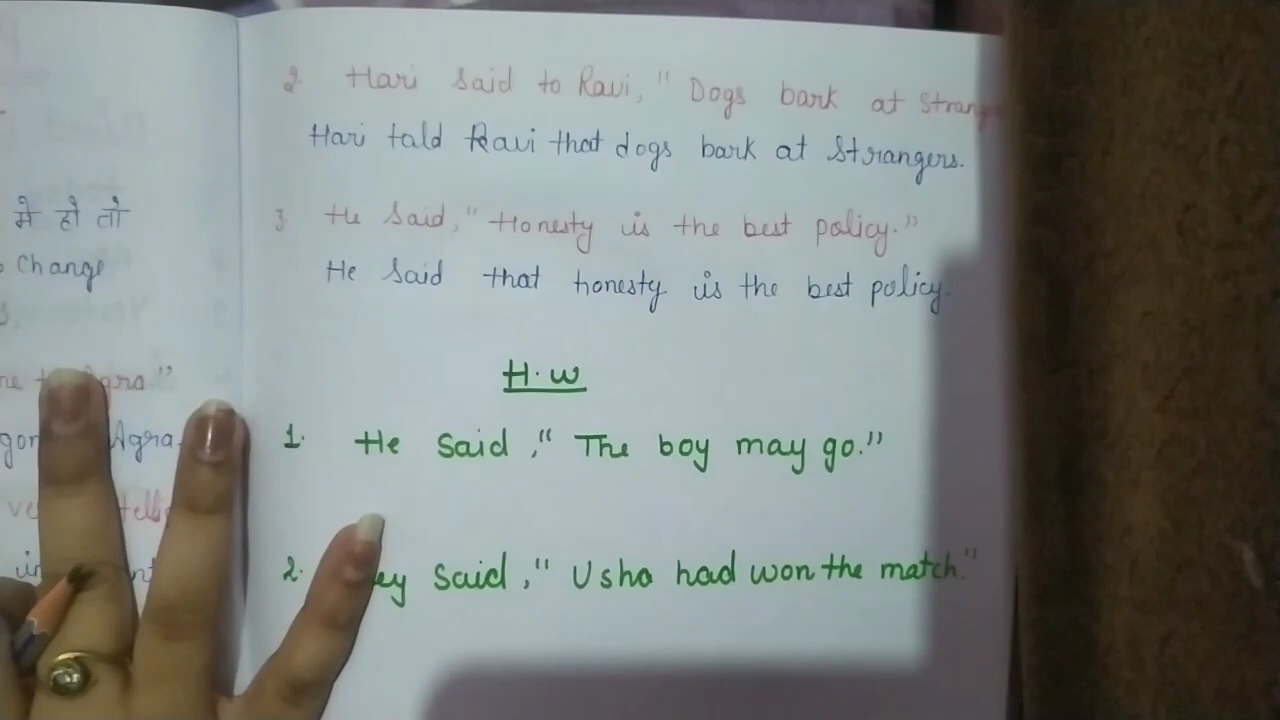 मे हो तो
Change
Agra."
Agra.
2. Hari said to Ravi, " Dogs bark at
Hari told Ravi that dogs bark at Strangers.
3 He said, " Honesty is the best policy."
He said that honesty is the best policy.
H.W
1. He said ," The boy may go."
2. said ," Usha had won the match."